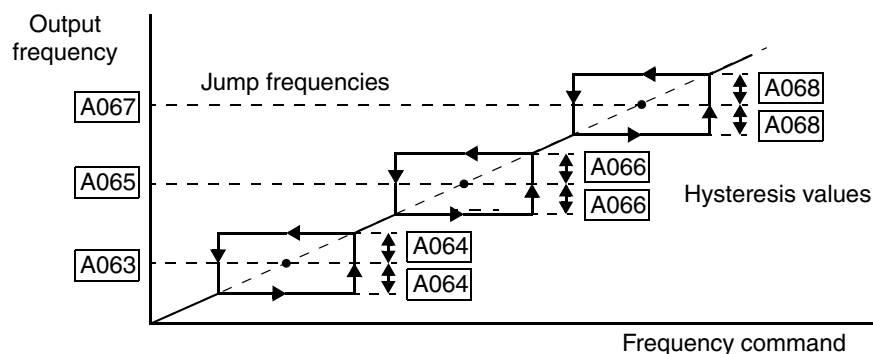 Output
frequency
Jump frequencies
A067
A068
A068
A065
A066
A066
Hysteresis values
A063
A064
A064
Frequency command